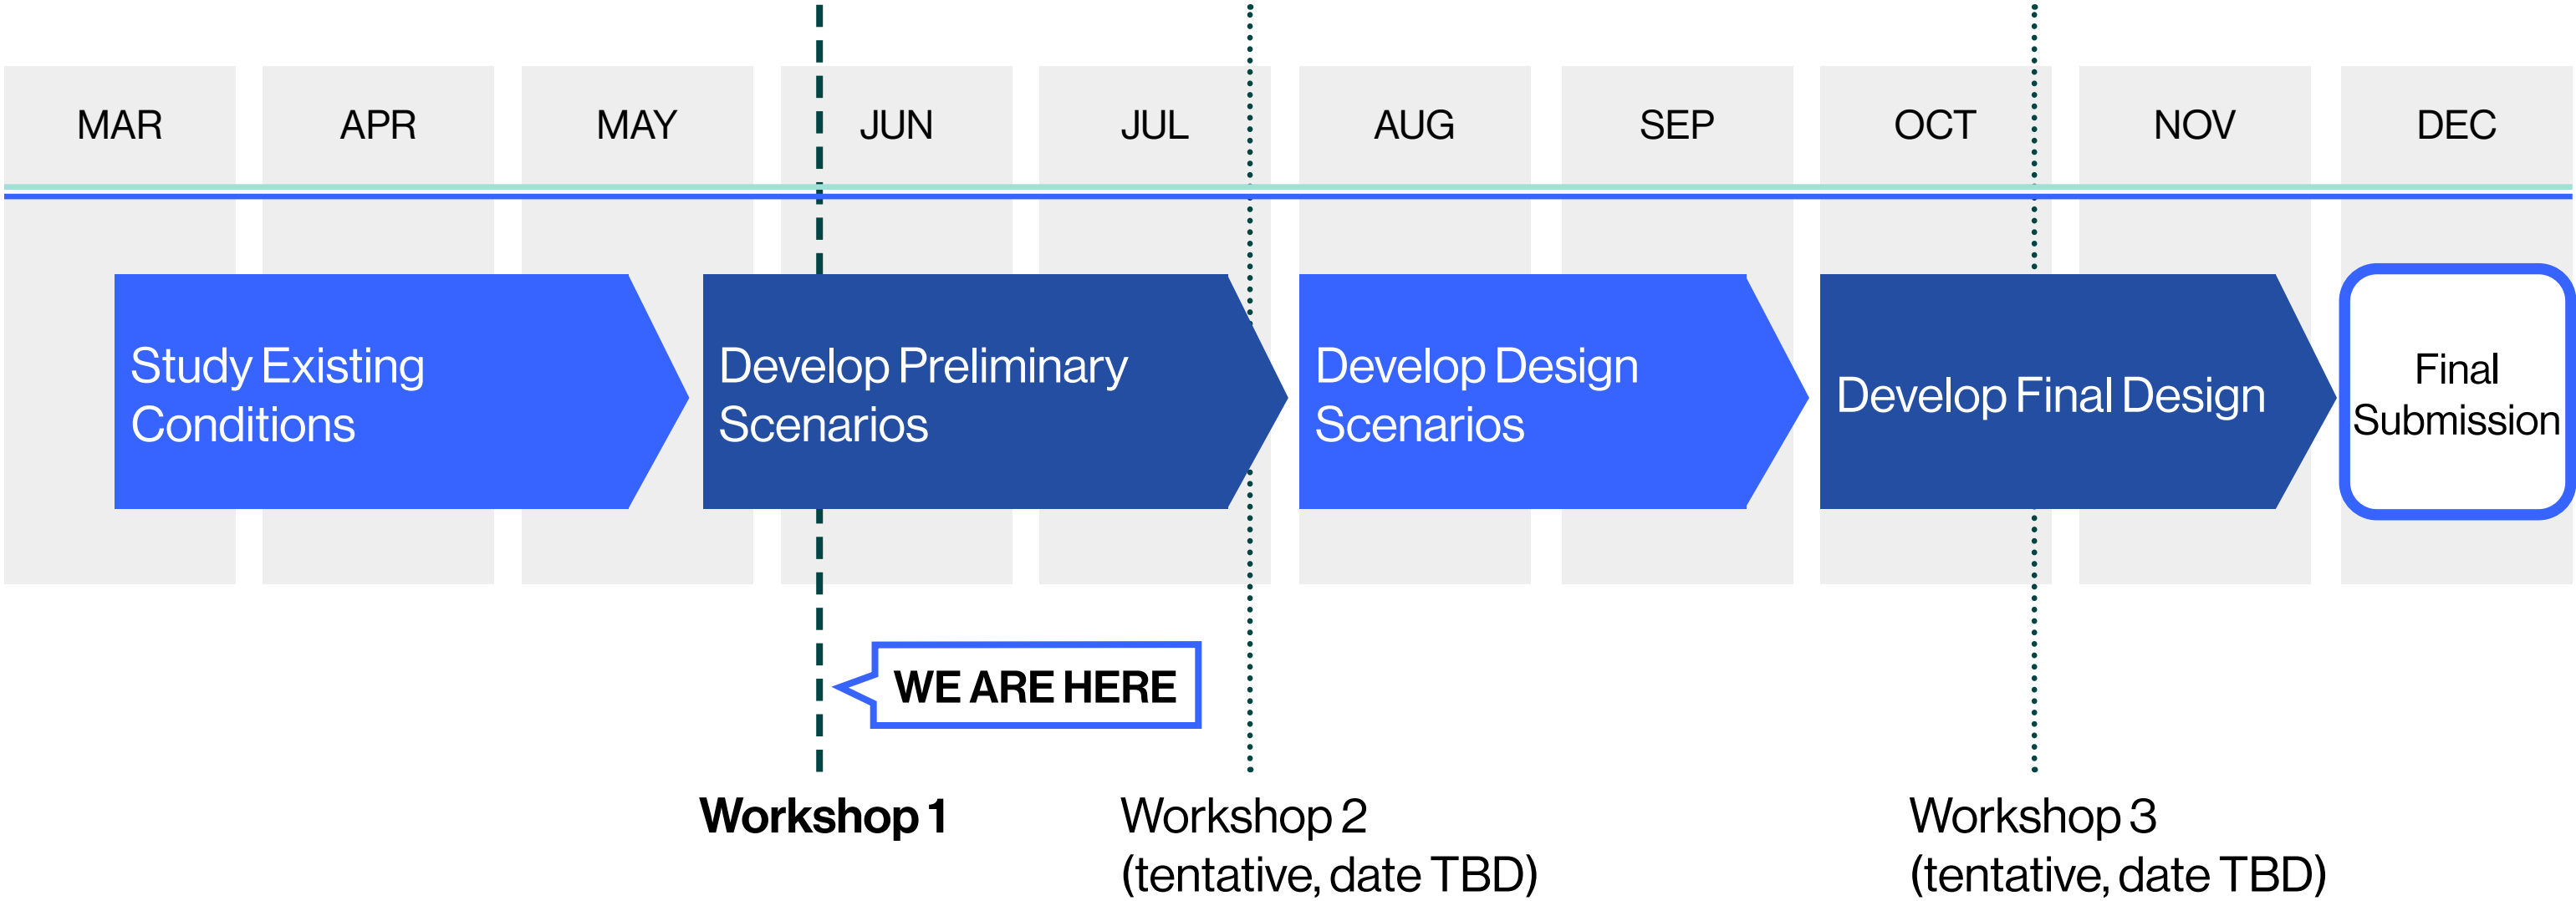 MAR APR MAY JUN JUL AUG SEP OCT NOV DEC
Study Existing
Conditions
Develop Preliminary
Scenarios
Develop Design
Scenarios
Develop Final Design
Final
Submission
WE ARE HERE
Workshop 1
Workshop 2
(tentative, date TBD)
Workshop 3
(tentative, date TBD)